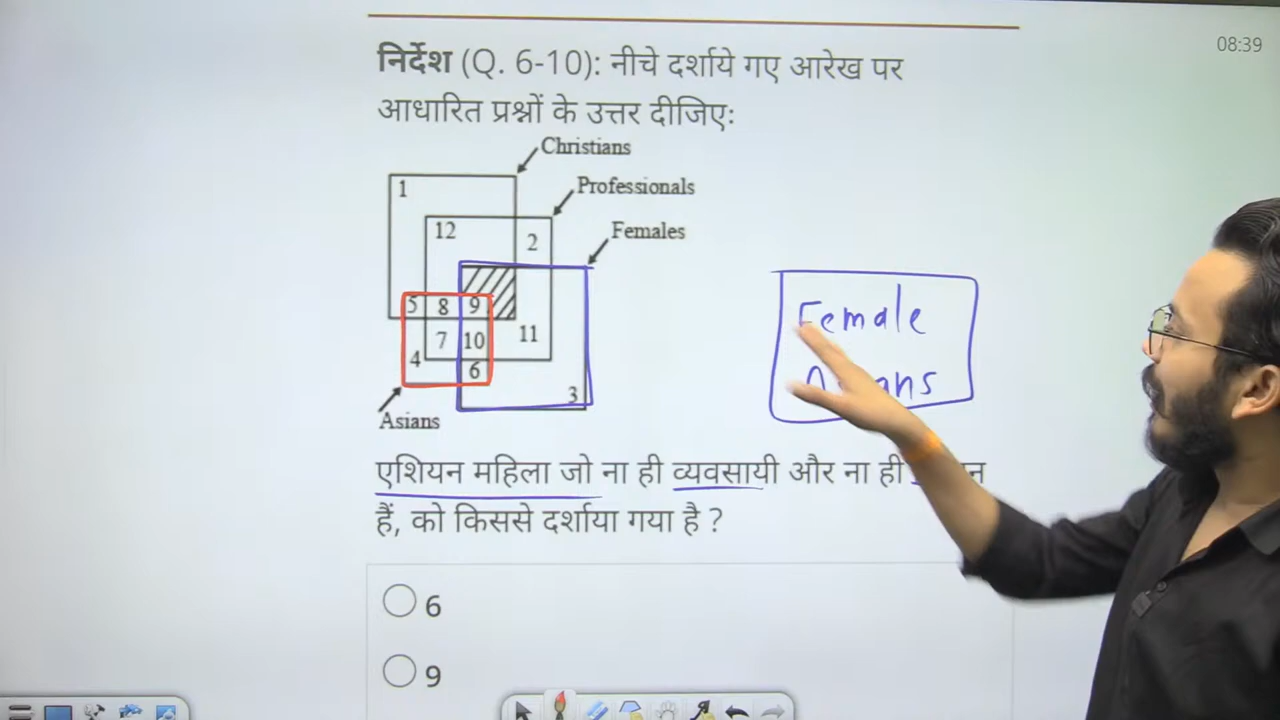 08:39
निर्देश (Q. 6-10): नीचे दर्शाये गए आरेख पर
आधारित प्रश्नों के उत्तर दीजिए:
Christians
1
Professionals
12
2
Females
5 8 9
7 10 11
4
6
3
Asians
Female
एशियन महिला जो ना ही व्यवसायी और ना ही
हैं, को किससे दर्शाया गया है ?
6
9